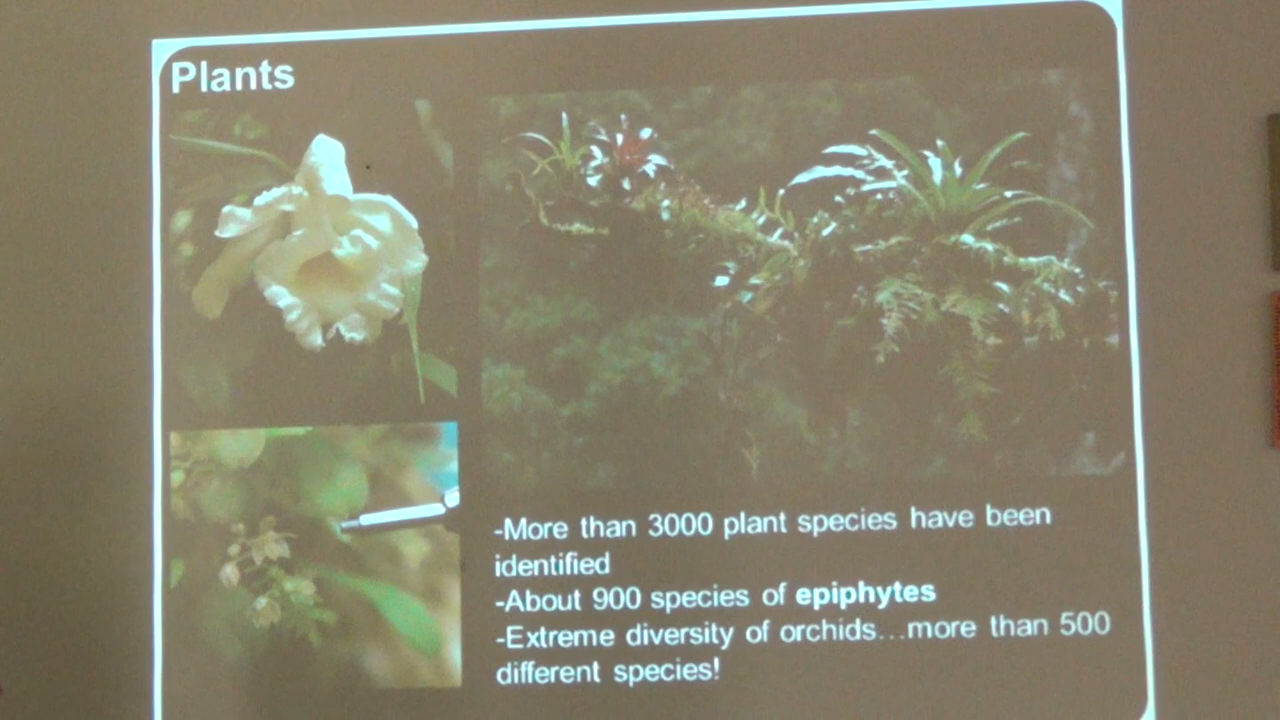 Plants
-More than 3000 plant species have been
identified
-About 900 species of epiphytes
-Extreme diversity of orchids...more than 500
different species!